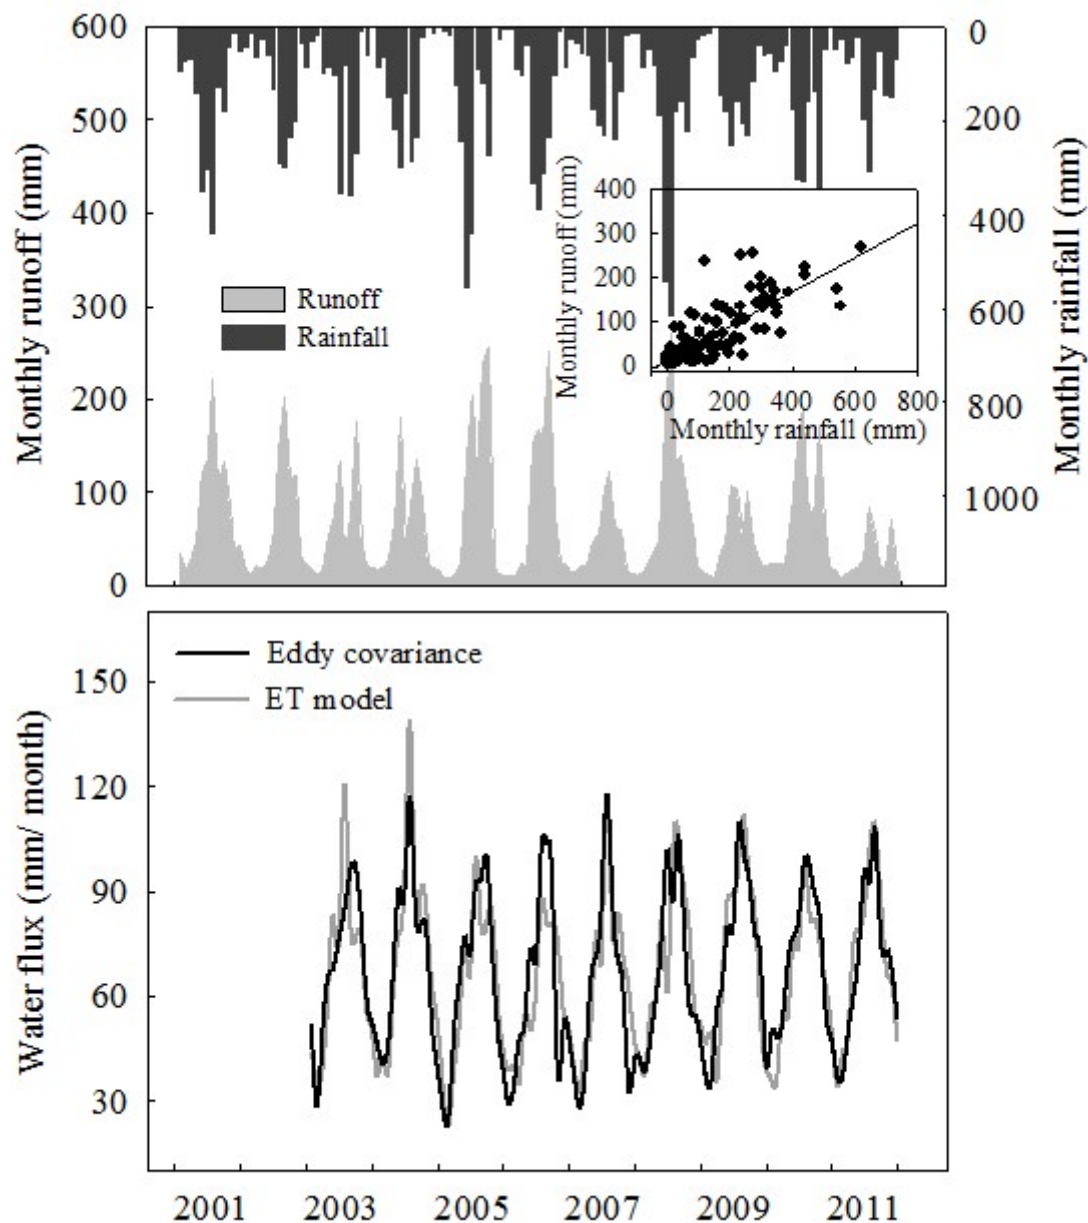 600
500
400
300
200
100
0
Monthly runoff (mm)
0
200
400
600
800
1000
Monthly rainfall (mm)
Runoff
Rainfall
400
300
200
100
0
Monthly runoff (mm)
0 200 400 600 800
Monthly rainfall (mm)
Eddy covariance
ET model
150
120
90
60
30
Water flux (mm/ month)
2001 2003 2005 2007 2009 2011